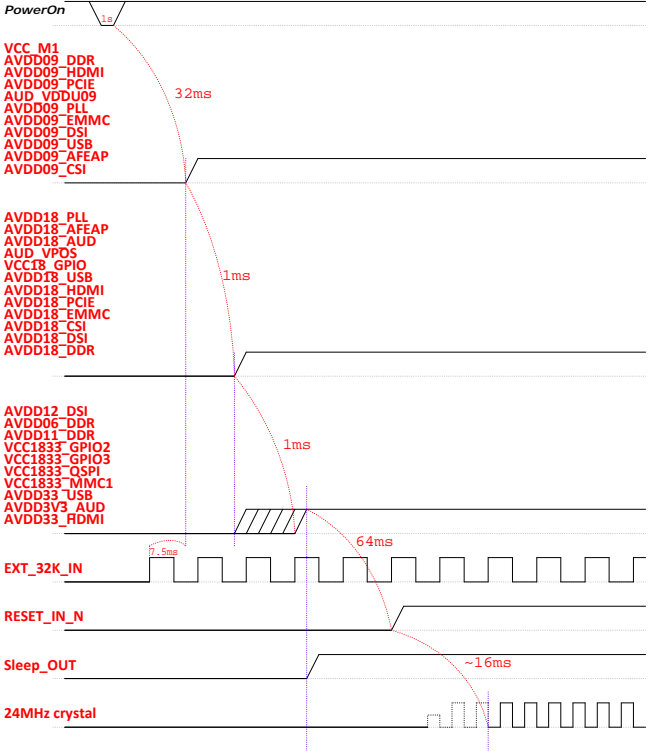 PowerOn
1s
VCC_M1
AVDD09_DDR
AVDD09_HDMI
AVDD09_PCIE
AUD_VDDU09
AVDD09_PLL
AVDD09_EMMC
AVDD09_DSI
AVDD09_USB
AVDD09_AFEAP
AVDD09_CSI
32ms
AVDD18_PLL
AVDD18_AFEAP
AVDD18_AUD
AUD_VPOS
VCC18_GPIO
AVDD18_USB
AVDD18_HDMI
AVDD18_PCIE
AVDD18_EMMC
AVDD18_CSI
AVDD18_DSI
AVDD18_DDR
1ms
AVDD12_DSI
AVDD06_DDR
AVDD11_DDR
VCC1833_GPIO2
VCC1833_GPIO3
VCC1833_QSPI
VCC1833_MMC1
AVDD33_USB
AVDD3V3_AUD
AVDD33_HDMI
1ms
64ms
7.5ms
EXT_32K_IN
RESET_IN_N
Sleep_OUT
~16ms
24MHz crystal